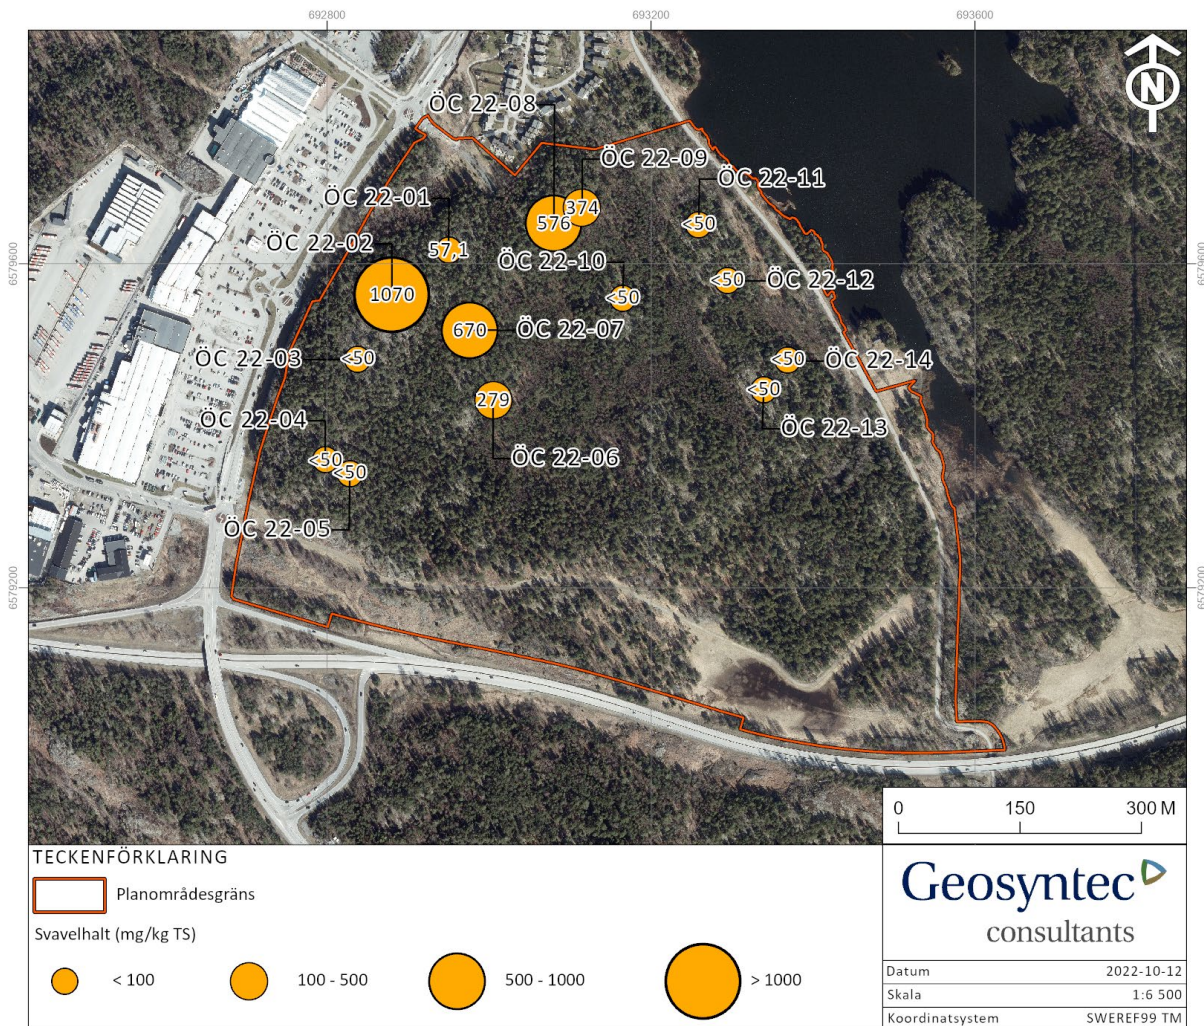 692800
693200
693600
ÖC 22-08
ÖC 22-09
ÖC 22-11
ÖC 22-01
374
576
<50
ÖC 22-02
57,1
ÖC 22-10
6579600
6579600
<50
ÖC 22-12
1070
<50
670
ÖC 22-07
ÖC 22-03
<50
<50
ÖC 22-14
<50
279
ÖC 22-04
ÖC 22-13
ÖC 22-06
<50
<50
ÖC 22-05
6579200
6579200
N
0 150 300 M
TECKENFÖRKLARING
Planområdesgräns
Svavelhalt (mg/kg TS)
< 100
100 - 500
500 - 1000
> 1000
Geosyntec
consultants
Datum 2022-10-12
Skala 1:6 500
Koordinatsystem SWEREF99 TM